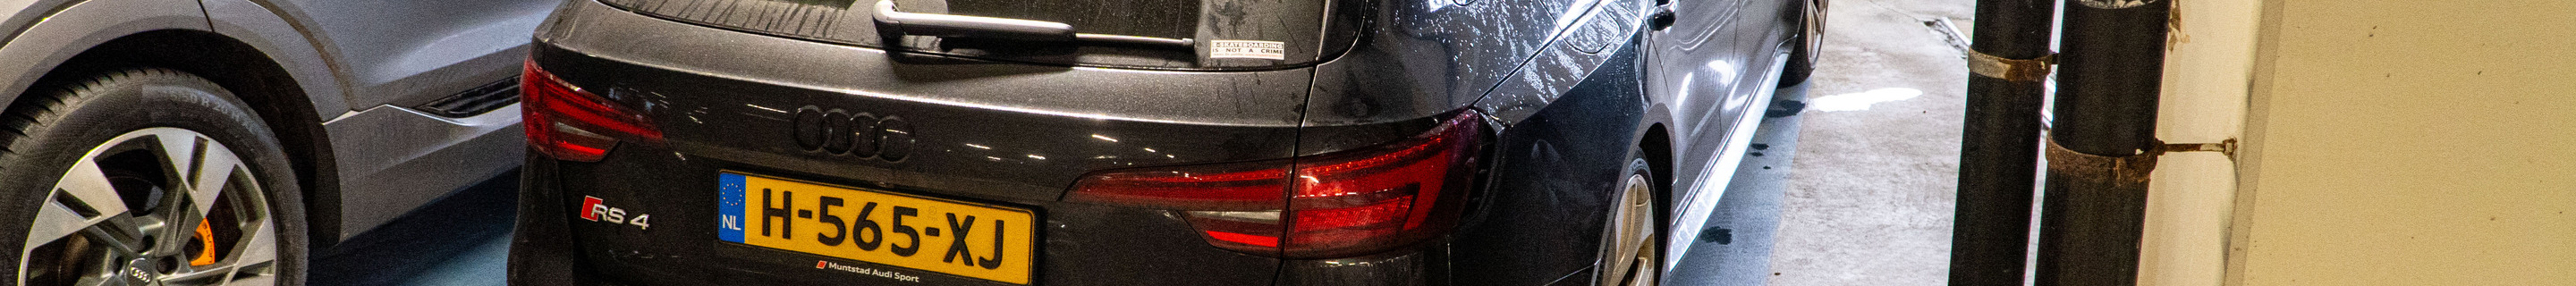 SKATEBOARDING
IS NOT A CRIME
RS 4
NL
H-565-XJ
Muntstad Audi Sport